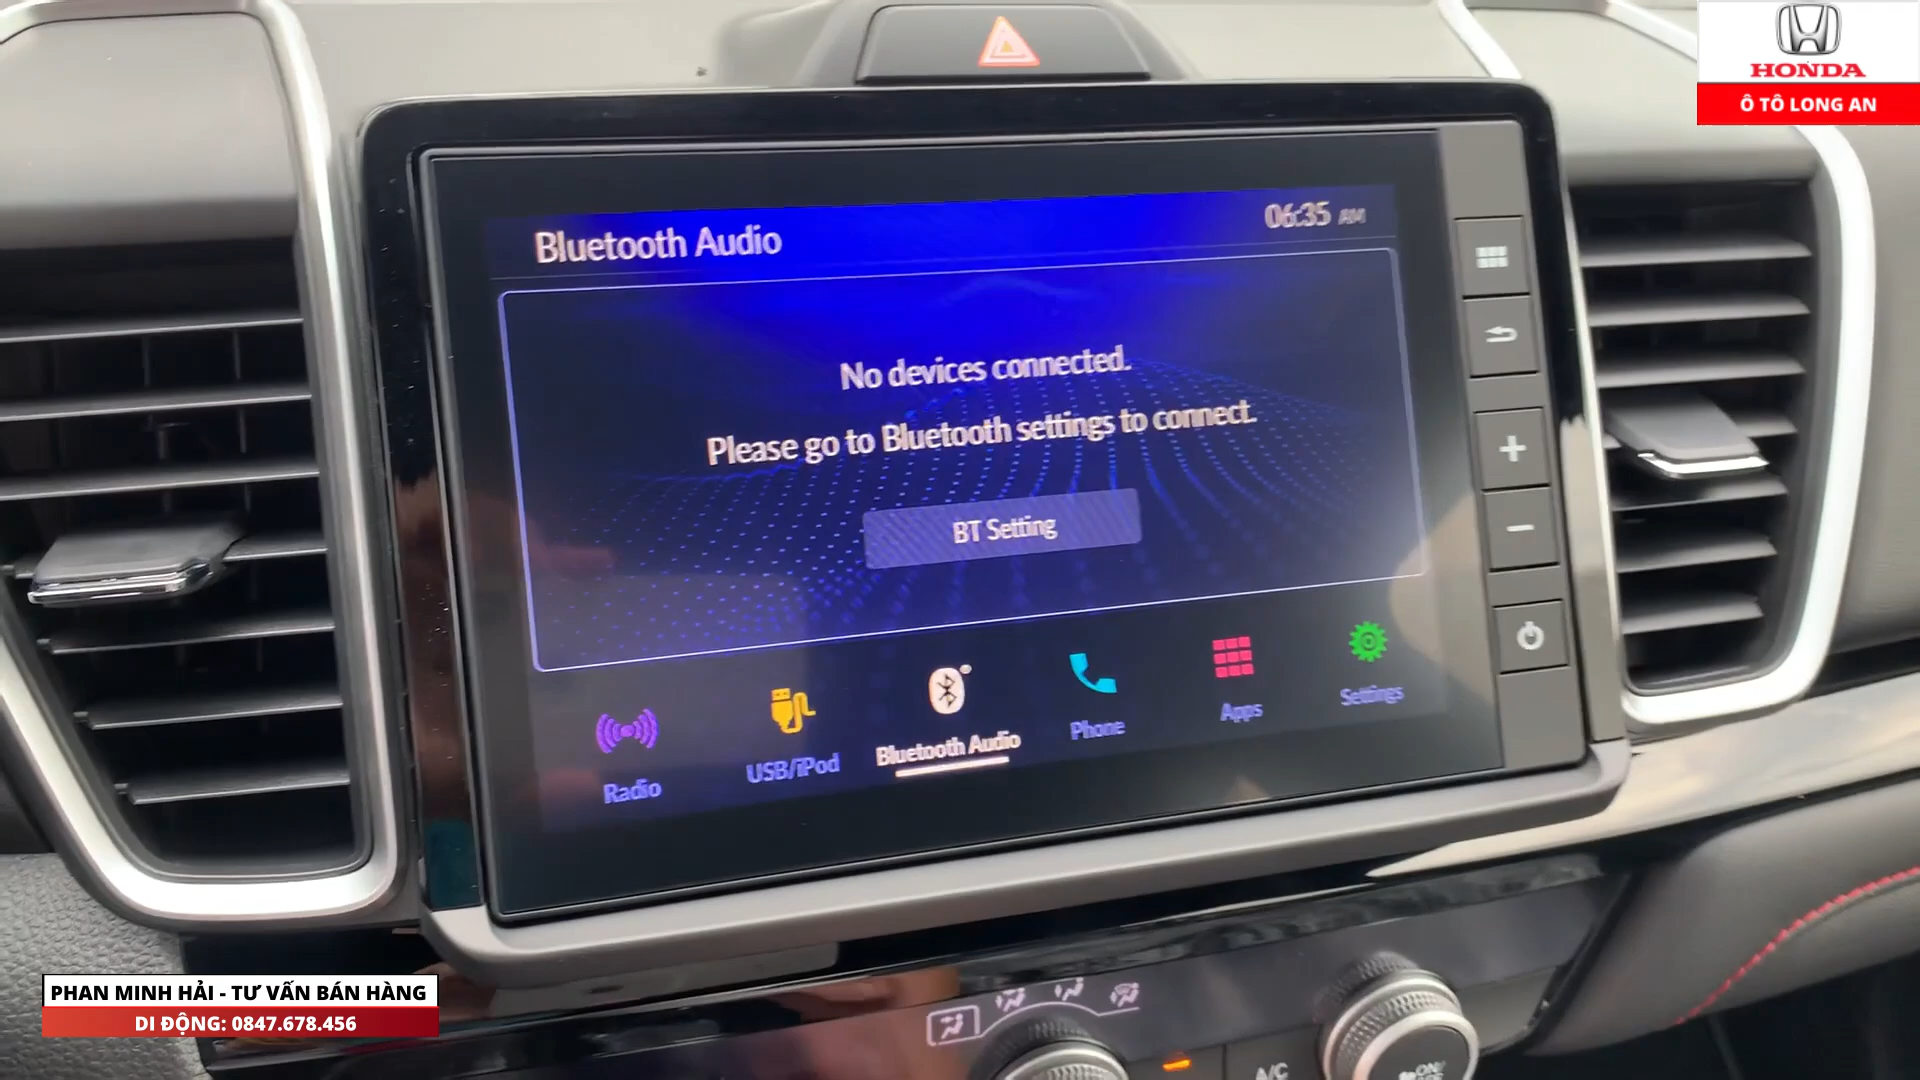 HONDA
Ô TÔ LONG AN
Bluetooth Audio
06:35 AM
No devices connected.
Please go to Bluetooth settings to connect.
BT Setting
Radio
USB/iPod
Bluetooth Audio
Phone
Apps
Settings
PHAN MINH HẢI - TƯ VẤN BÁN HÀNG
DI ĐỘNG: 0847.678.456
A/C
ON/